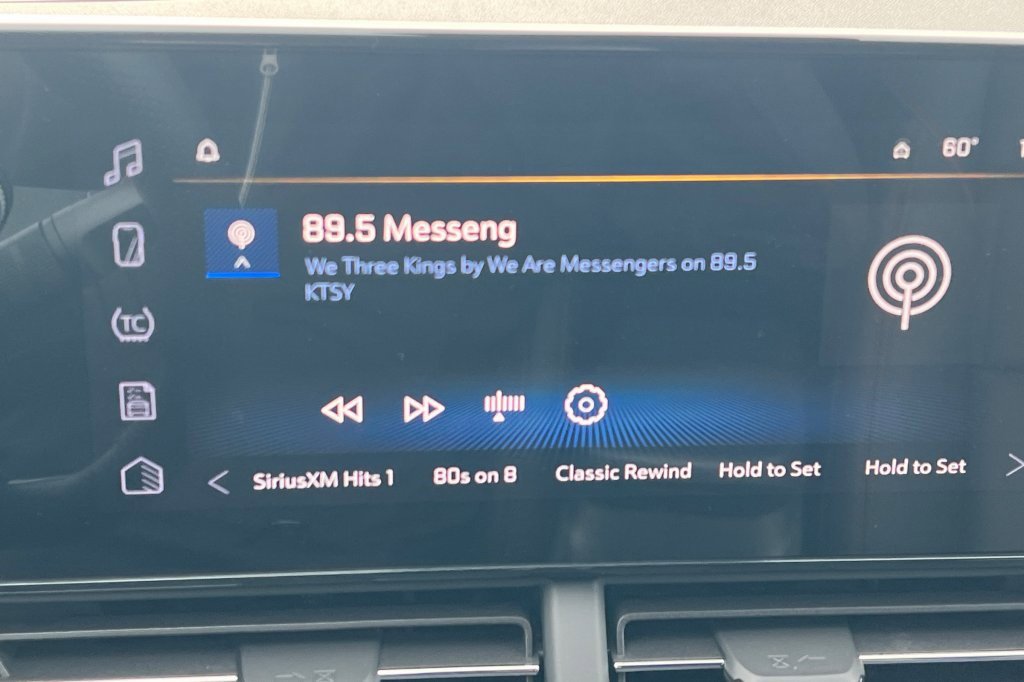 60°
89.5 Messeng
We Three Kings by We Are Messengers on 89.5
KTSY
TC
SiriusXM Hits 1 80s on 8 Classic Rewind Hold to Set Hold to Set